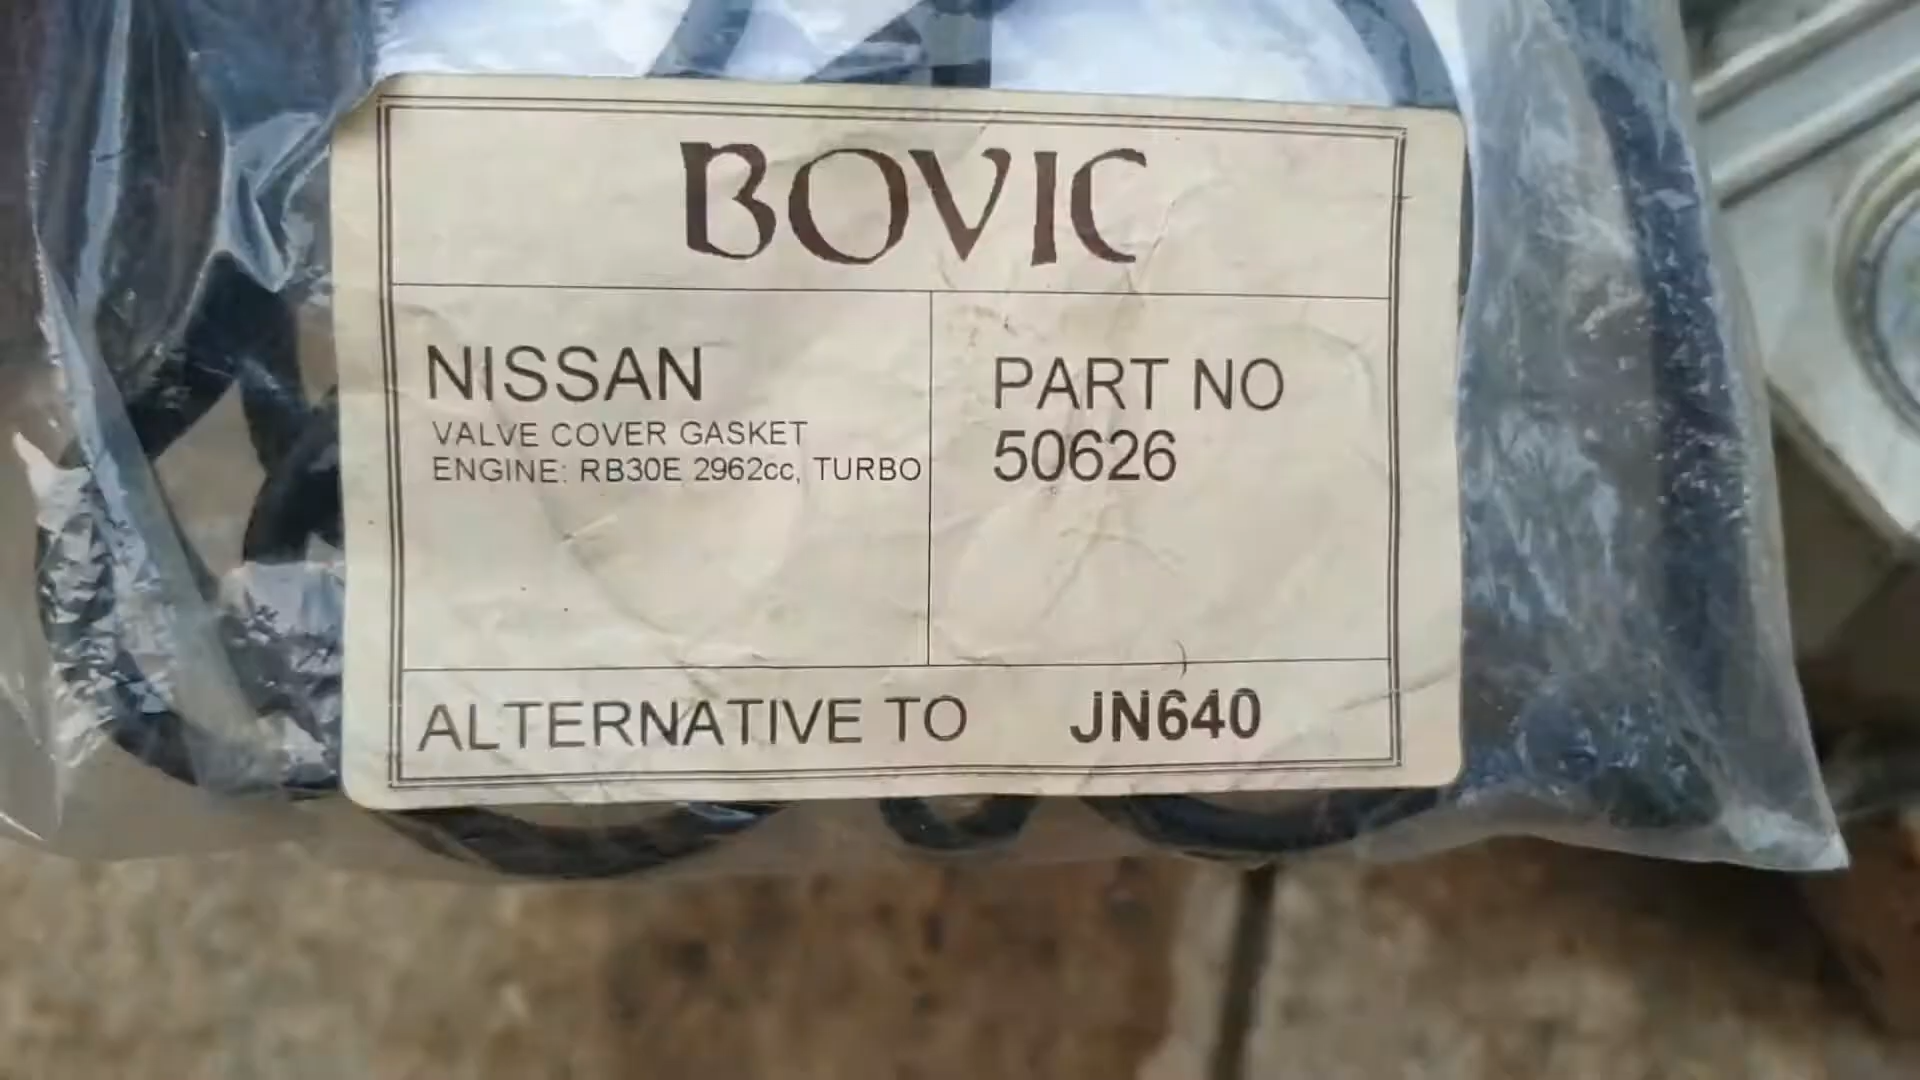 BOVIC
NISSAN
VALVE COVER GASKET
ENGINE: RB30E 2962cc, TURBO
PART NO
50626
ALTERNATIVE TO JN640